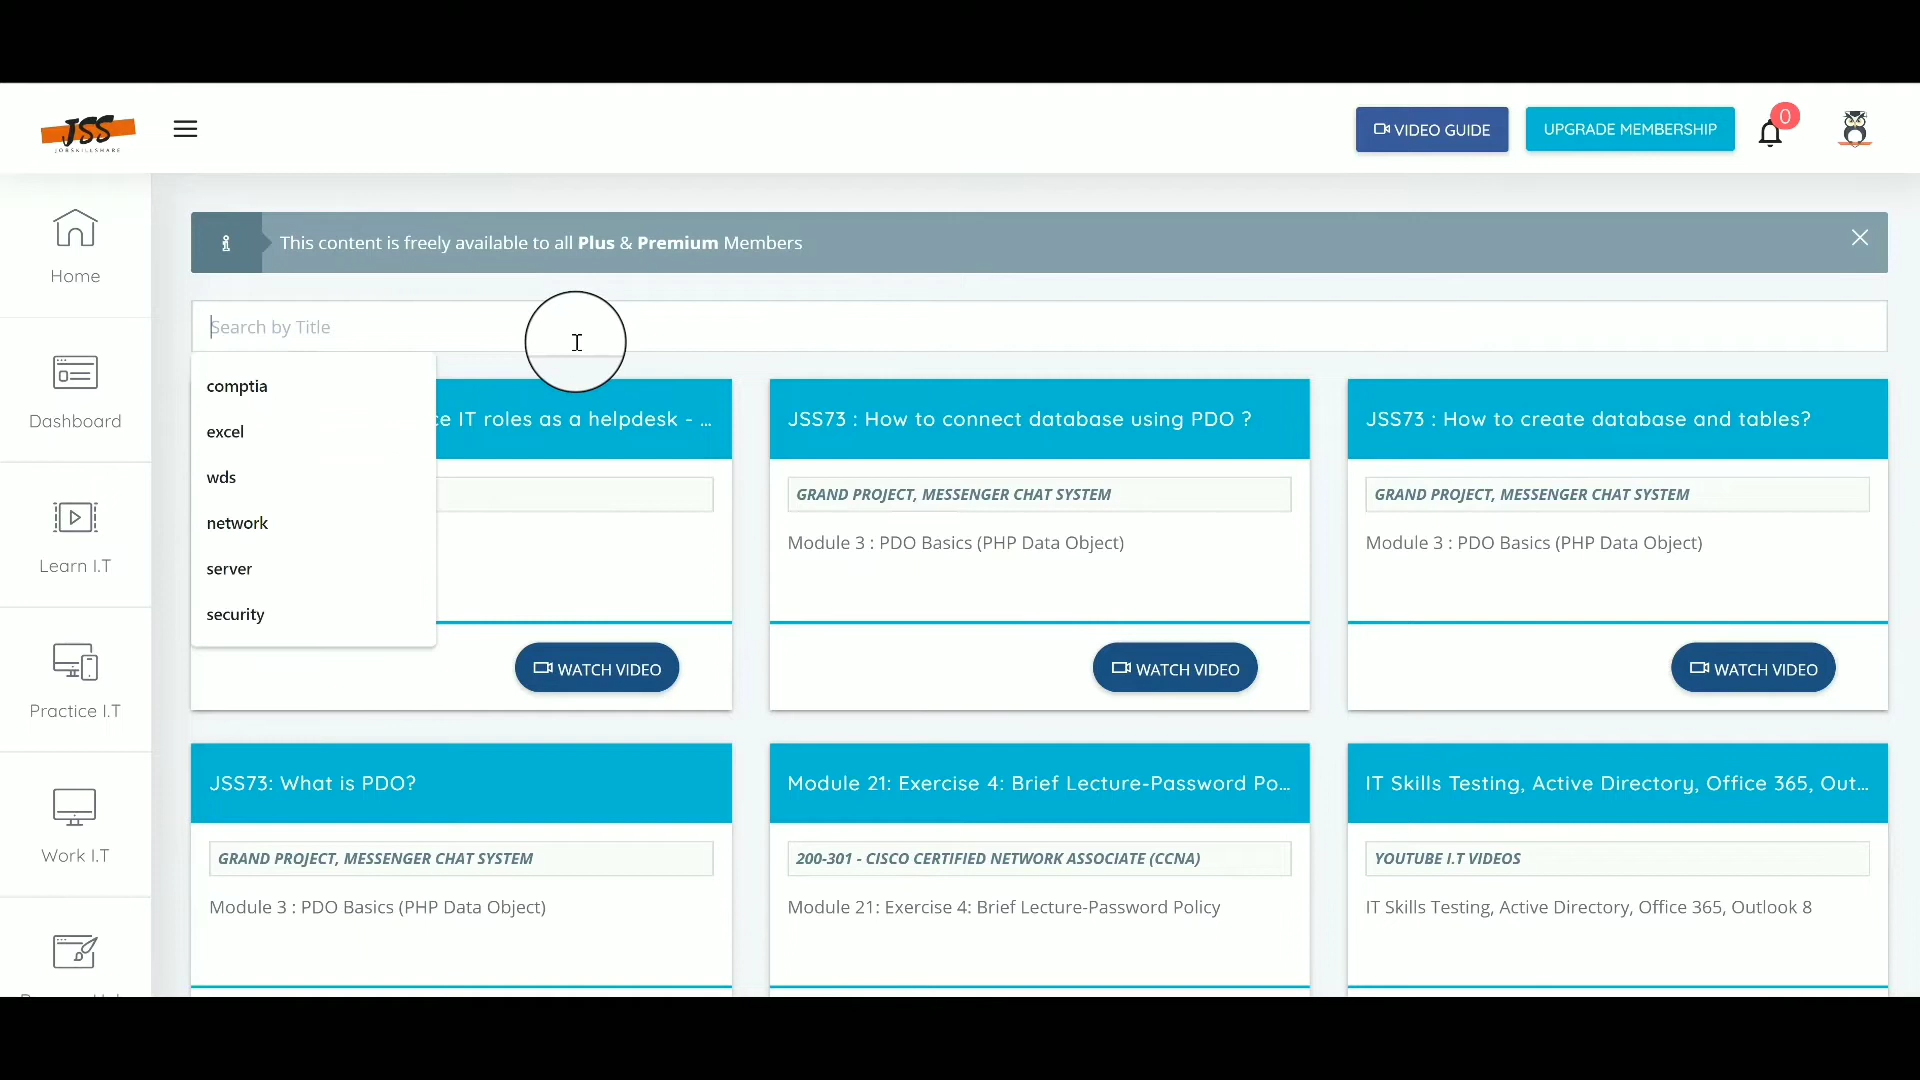 JSS
JOBSKILLSHARE
VIDEO GUIDE
UPGRADE MEMBERSHIP
0
Home
Dashboard
Learn I.T
Practice I.T
Work I.T
This content is freely available to all Plus & Premium Members
Search by Title
comptia
excel
wds
network
server
security
IT roles as a helpdesk - ...
WATCH VIDEO
JSS73 : How to connect database using PDO ?
GRAND PROJECT, MESSENGER CHAT SYSTEM
Module 3 : PDO Basics (PHP Data Object)
WATCH VIDEO
JSS73 : How to create database and tables?
GRAND PROJECT, MESSENGER CHAT SYSTEM
Module 3 : PDO Basics (PHP Data Object)
WATCH VIDEO
JSS73: What is PDO?
GRAND PROJECT, MESSENGER CHAT SYSTEM
Module 3 : PDO Basics (PHP Data Object)
Module 21: Exercise 4: Brief Lecture-Password Po...
200-301 - CISCO CERTIFIED NETWORK ASSOCIATE (CCNA)
Module 21: Exercise 4: Brief Lecture-Password Policy
IT Skills Testing, Active Directory, Office 365, Out...
YOUTUBE I.T VIDEOS
IT Skills Testing, Active Directory, Office 365, Outlook 8